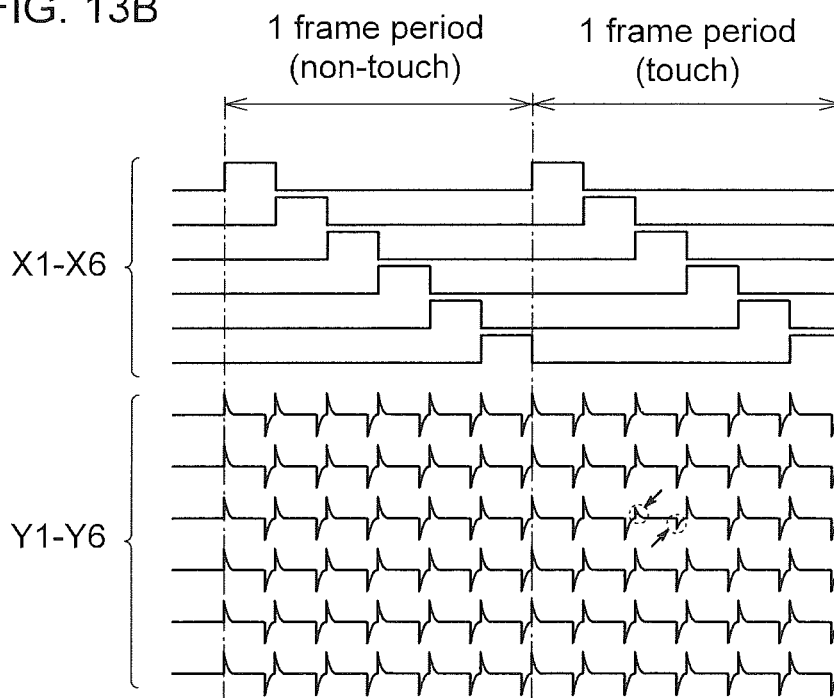 FIG. 13B
1 frame period
(non-touch)
1 frame period
(touch)
X1-X6
Y1-Y6